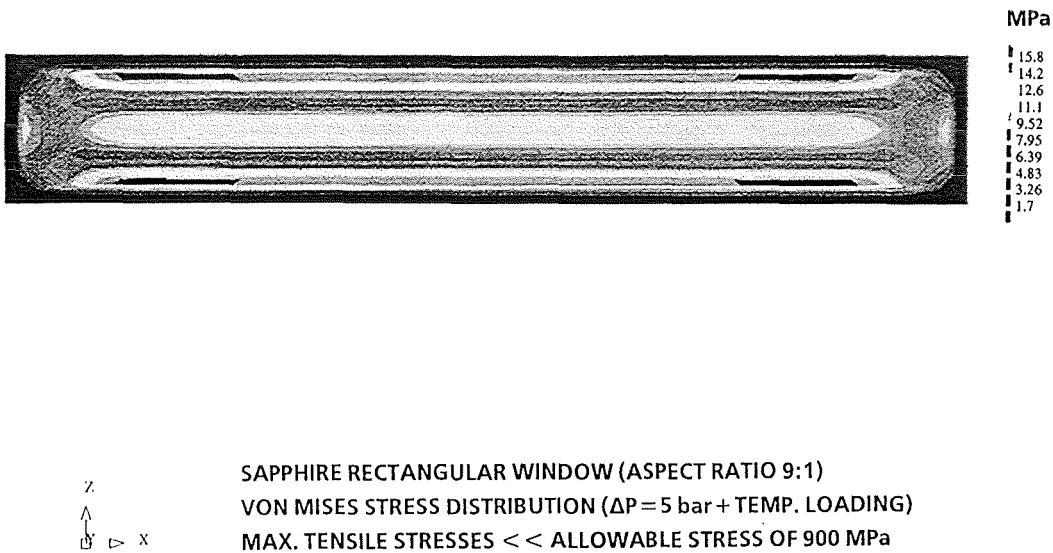 MPa
15.8
14.2
12.6
11.1
9.52
7.95
6.39
4.83
3.26
1.7
SAPPHIRE RECTANGULAR WINDOW (ASPECT RATIO 9:1)
Z
VON MISES STRESS DISTRIBUTION (ΔP=5 bar+TEMP. LOADING)
Y X
MAX. TENSILE STRESSES << ALLOWABLE STRESS OF 900 MPa